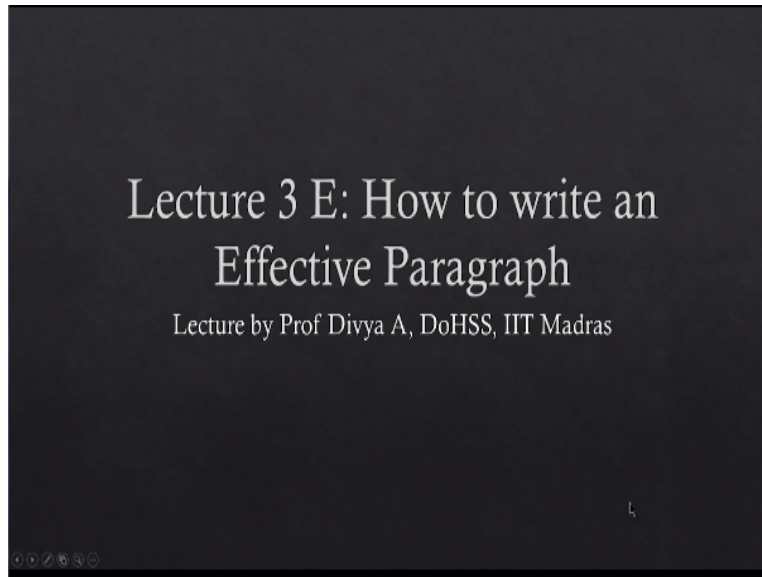 Lecture 3 E: How to write an
Effective Paragraph
Lecture by Prof Divya A, DoHSS, IIT Madras